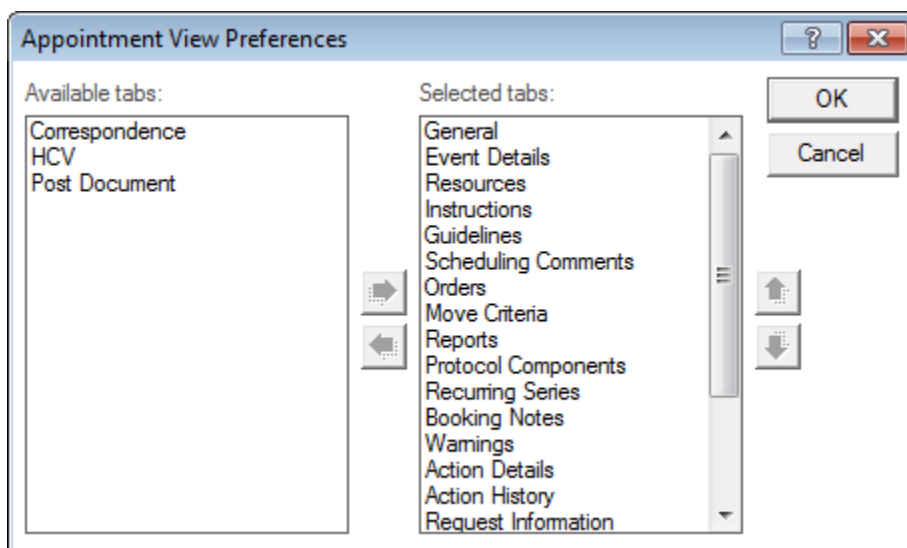 Appointment View Preferences
Available tabs:
Correspondence
HCV
Post Document
Selected tabs:
General
Event Details
Resources
Instructions
Guidelines
Scheduling Comments
Orders
Move Criteria
Reports
Protocol Components
Recurring Series
Booking Notes
Warnings
Action Details
Action History
Request Information
OK
Cancel